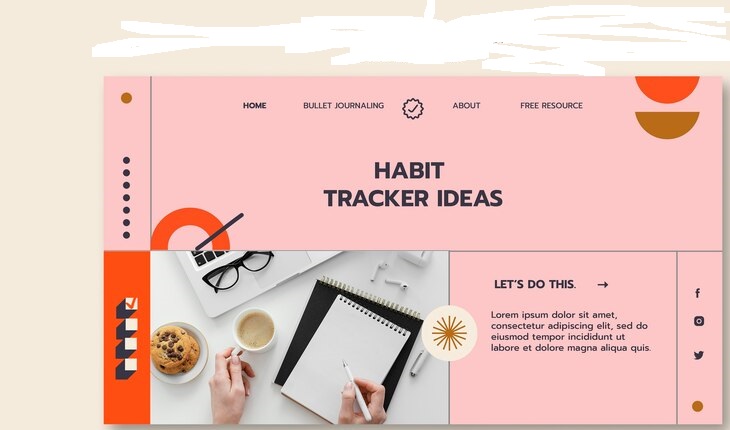 HOME BULLET JOURNALING ABOUT FREE RESOURCE
HABIT
TRACKER IDEAS
LET'S DO THIS. →
Lorem ipsum dolor sit amet,
consectetur adipiscing elit, sed do
eiusmod tempor incididunt ut
labore et dolore magna aliqua quis.